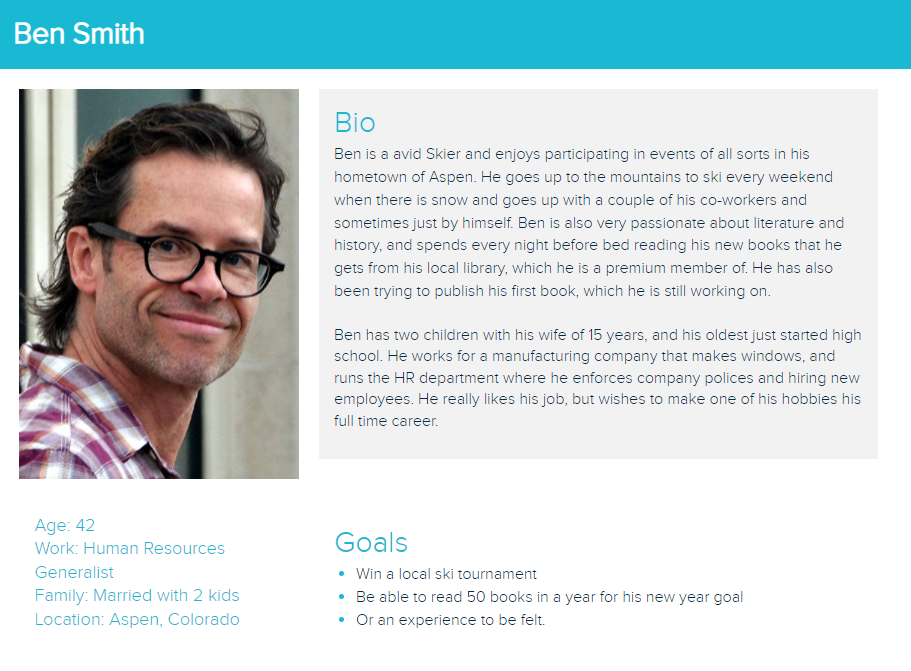 Ben Smith
Bio
Ben is a avid Skier and enjoys participating in events of all sorts in his
hometown of Aspen. He goes up to the mountains to ski every weekend
when there is snow and goes up with a couple of his co-workers and
sometimes just by himself. Ben is also very passionate about literature and
history, and spends every night before bed reading his new books that he
gets from his local library, which he is a premium member of. He has also
been trying to publish his first book, which he is still working on.
Ben has two children with his wife of 15 years, and his oldest just started high
school. He works for a manufacturing company that makes windows, and
runs the HR department where he enforces company polices and hiring new
employees. He really likes his job, but wishes to make one of his hobbies his
full time career.
Age: 42
Work: Human Resources
Generalist
Family: Married with 2 kids
Location: Aspen, Colorado
Goals
Win a local ski tournament
Be able to read 50 books in a year for his new year goal
Or an experience to be felt.